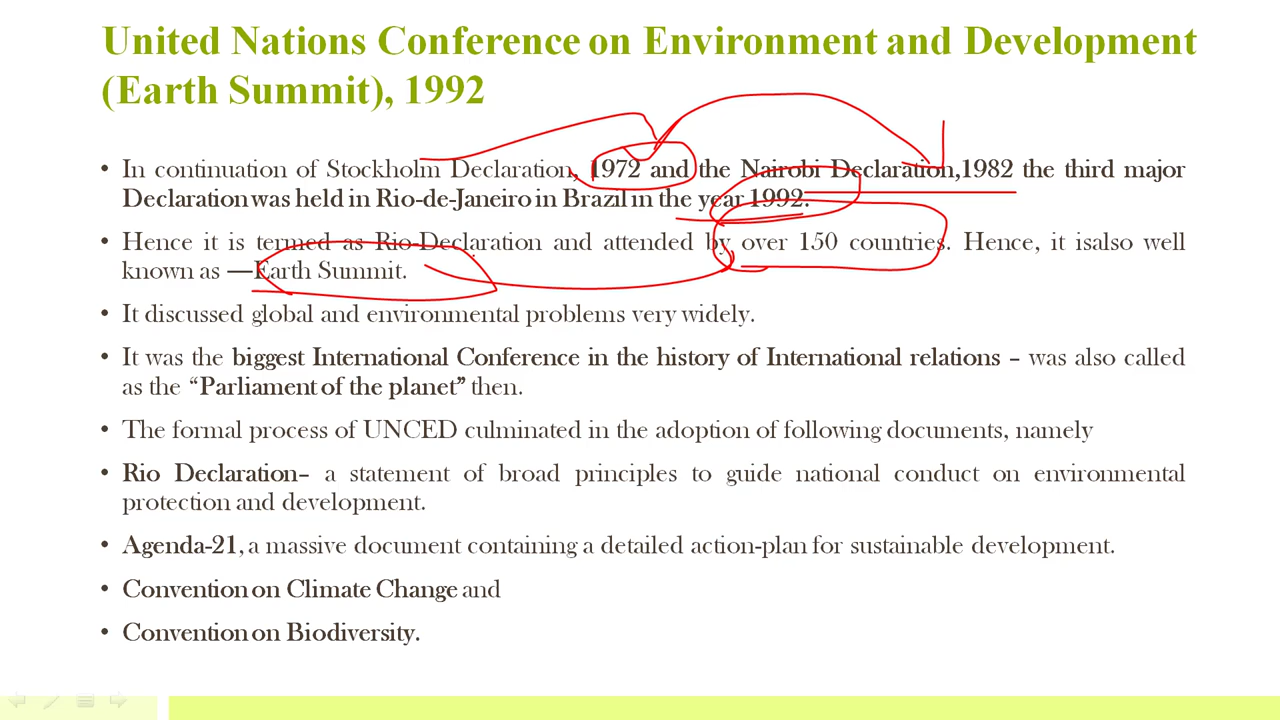 United Nations Conference on Environment and Development
(Earth Summit), 1992
• In continuation of Stockholm Declaration, 1972 and the Nairobi Declaration,1982 the third major
Declaration was held in Rio-de-Janeiro in Brazil in the year 1992.
• Hence it is termed as Rio-Declaration and attended by over 150 countries. Hence, it isalso well
known as ―Earth Summit.
• It discussed global and environmental problems very widely.
• It was the biggest International Conference in the history of International relations – was also called
as the “Parliament of the planet” then.
• The formal process of UNCED culminated in the adoption of following documents, namely
• Rio Declaration– a statement of broad principles to guide national conduct on environmental
protection and development.
• Agenda-21, a massive document containing a detailed action-plan for sustainable development.
• Convention on Climate Change and
• Convention on Biodiversity.